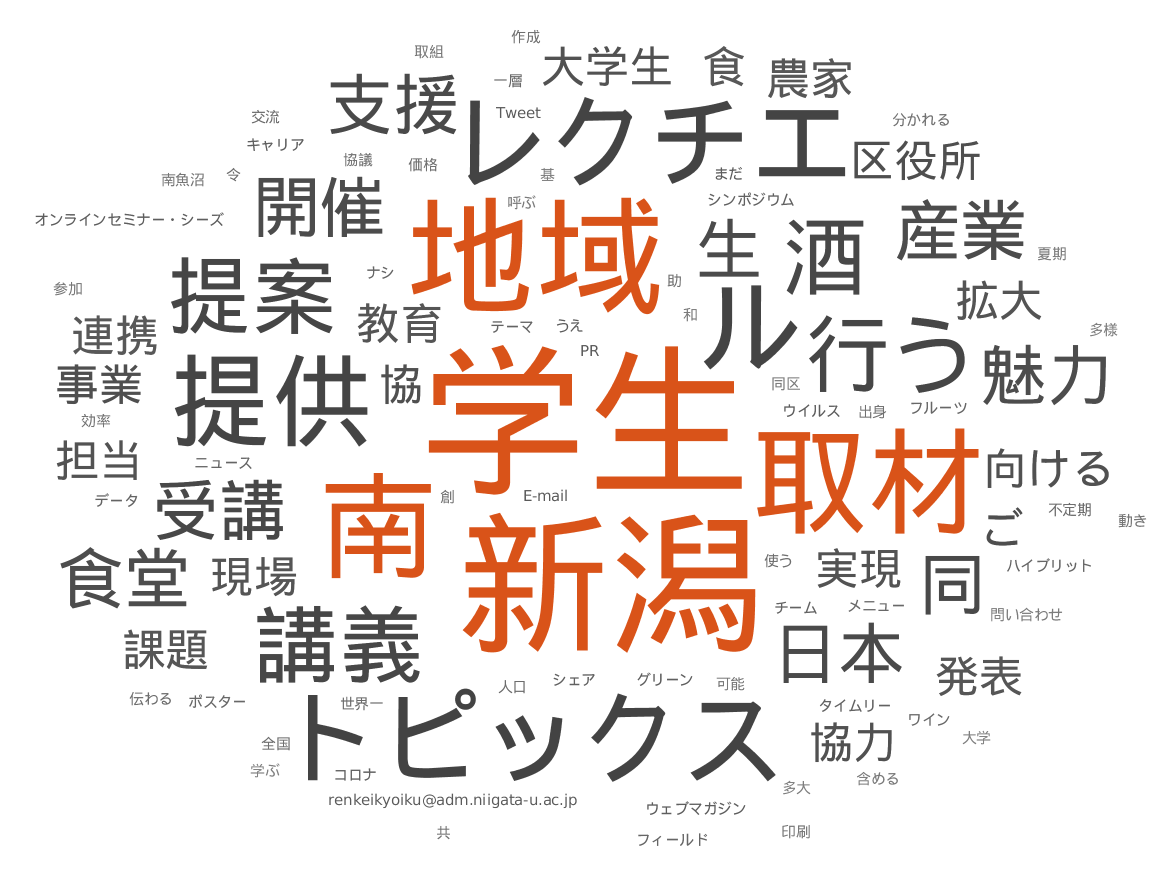 作成
取組
大学生
食
農家
一層
支援
レクチエ
Tweet
交流
分かれる
キャリア
区役所
協議
価格
基
まだ
南魚沼
令
開催
シンポジウム
呼ぶ
地域
オンラインセミナー・シーズ
生
酒
産業
夏期
提案
ナシ
助
参加
拡大
教育
和
連携
テーマ
うえ
ル
行う
多様
PR
魅力
事業
協
学生
同区
提供
ウイルス
出身
フルーツ
効率
担当
ニュース
取材
向ける
データ
受講
南
創
E-mail
不定期
ご
動き
新潟
使う
実現
ハイブリット
食堂
現場
同
チーム
メニュー
問い合わせ
課題
講義
日本
発表
人口
シェア
グリーン
可能
伝わる
ポスター
世界一
タイムリー
ワイン
トピックス
全国
協力
大学
学ぶ
コロナ
含める
多大
renkeikyoiku@adm.niigata-u.ac.jp
ウェブマガジン
共
フィールド
印刷